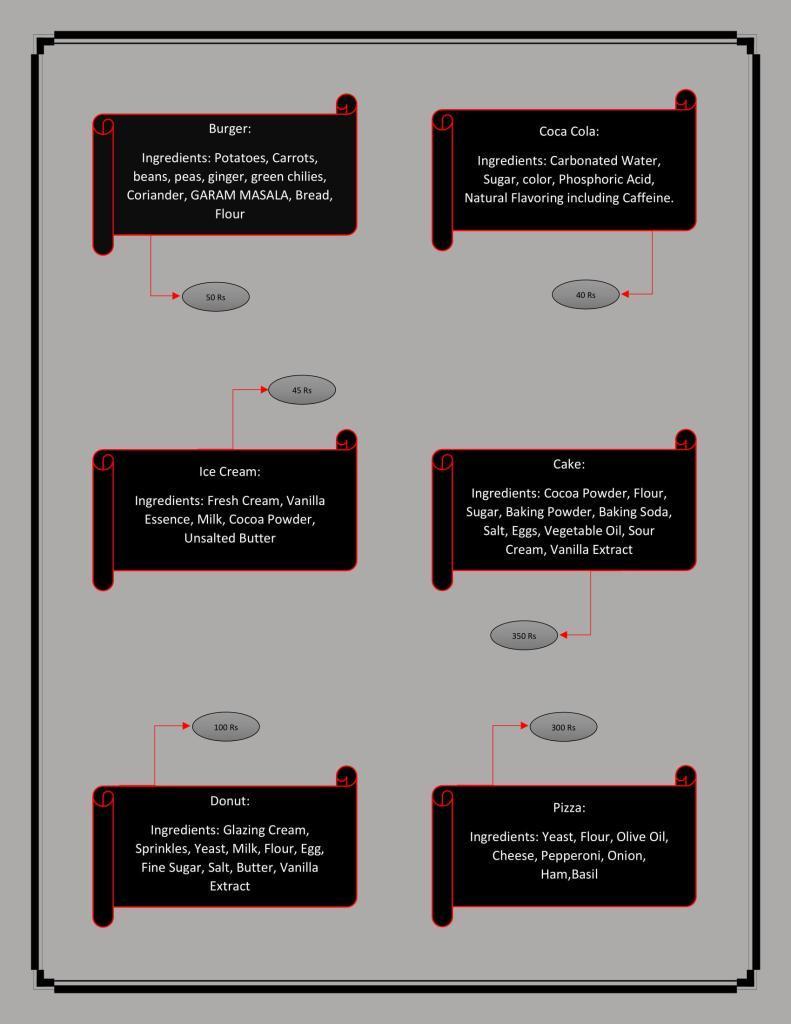 Burger:
Ingredients: Potatoes, Carrots,
beans, peas, ginger, green chilies,
Coriander, GARAM MASALA, Bread,
Flour
50 Rs
Coca Cola:
Ingredients: Carbonated Water,
Sugar, color, Phosphoric Acid,
Natural Flavoring including Caffeine.
40 Rs
45 Rs
Ice Cream:
Ingredients: Fresh Cream, Vanilla
Essence, Milk, Cocoa Powder,
Unsalted Butter
Cake:
Ingredients: Cocoa Powder, Flour,
Sugar, Baking Powder, Baking Soda,
Salt, Eggs, Vegetable Oil, Sour
Cream, Vanilla Extract
350 Rs
100 Rs
Donut:
Ingredients: Glazing Cream,
Sprinkles, Yeast, Milk, Flour, Egg,
Fine Sugar, Salt, Butter, Vanilla
Extract
300 Rs
Pizza:
Ingredients: Yeast, Flour, Olive Oil,
Cheese, Pepperoni, Onion,
Ham,Basil